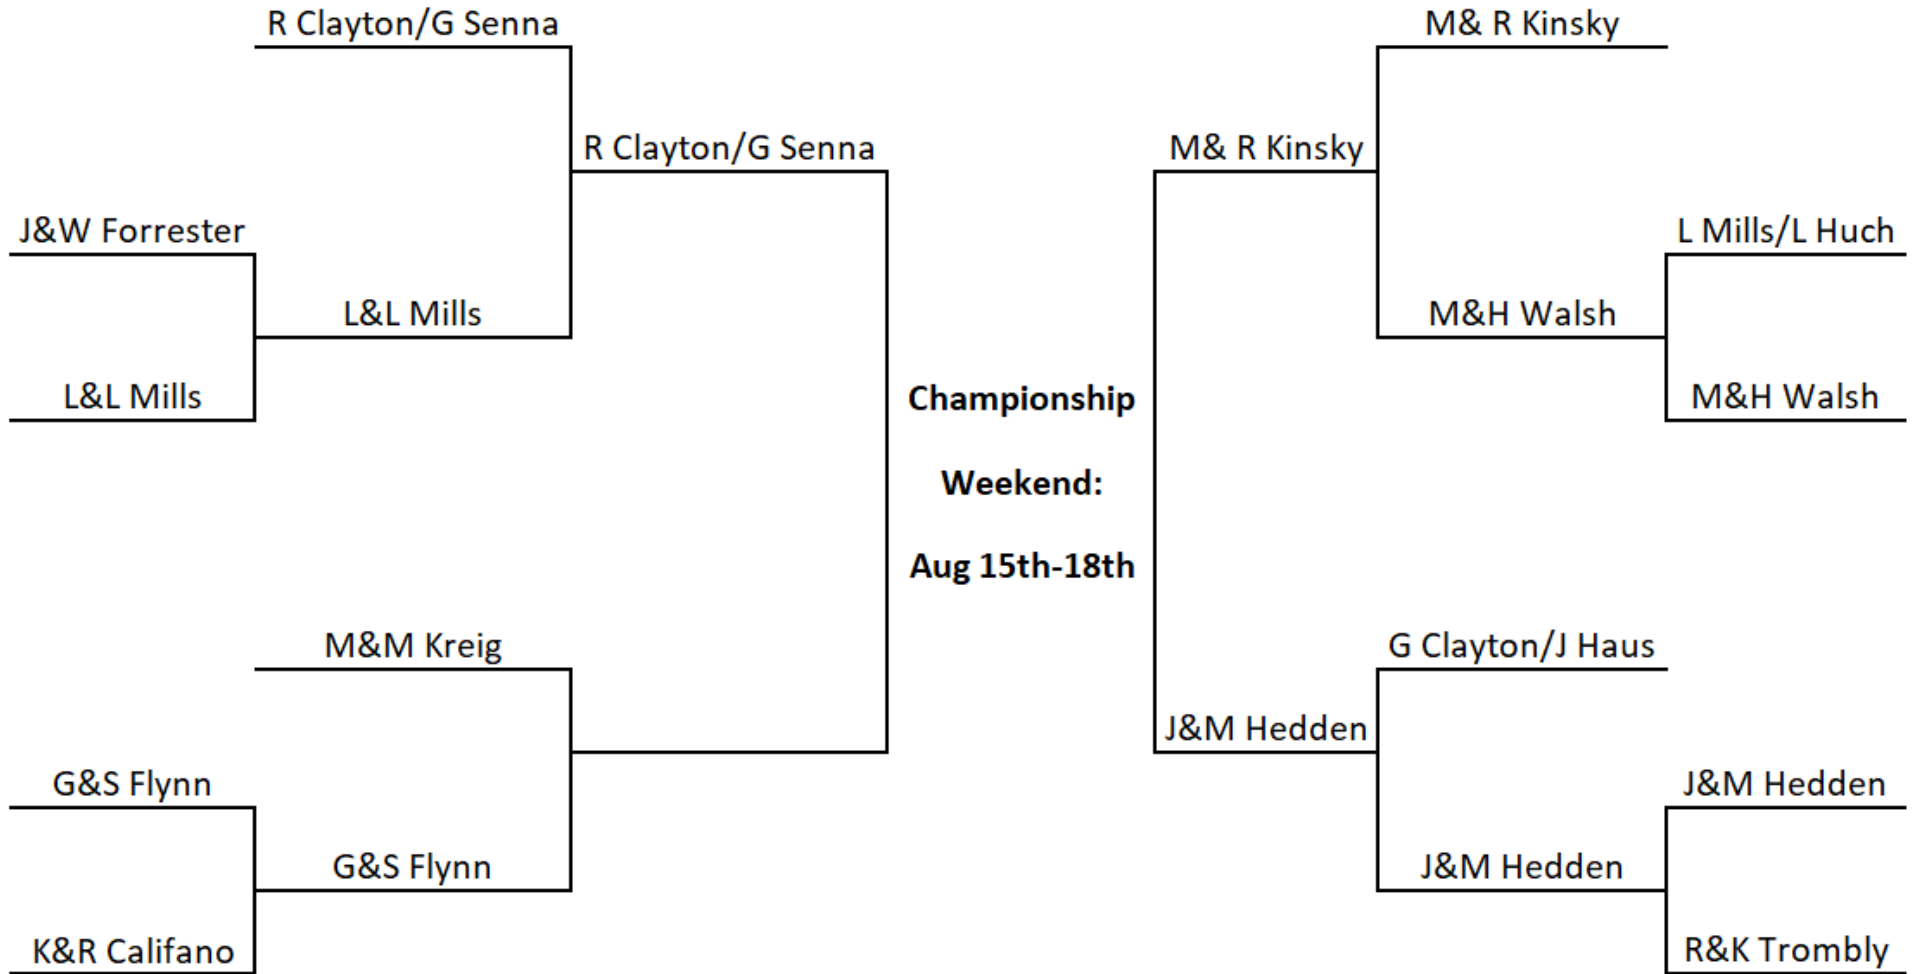 R Clayton/G Senna
M& R Kinsky
R Clayton/G Senna
M& R Kinsky
J&W Forrester
L Mills/L Huch
L&L Mills
M&H Walsh
L&L Mills
Championship
M&H Walsh
Weekend:
Aug 15th-18th
M&M Kreig
G Clayton/J Haus
J&M Hedden
G&S Flynn
J&M Hedden
G&S Flynn
J&M Hedden
K&R Califano
R&K Trombly